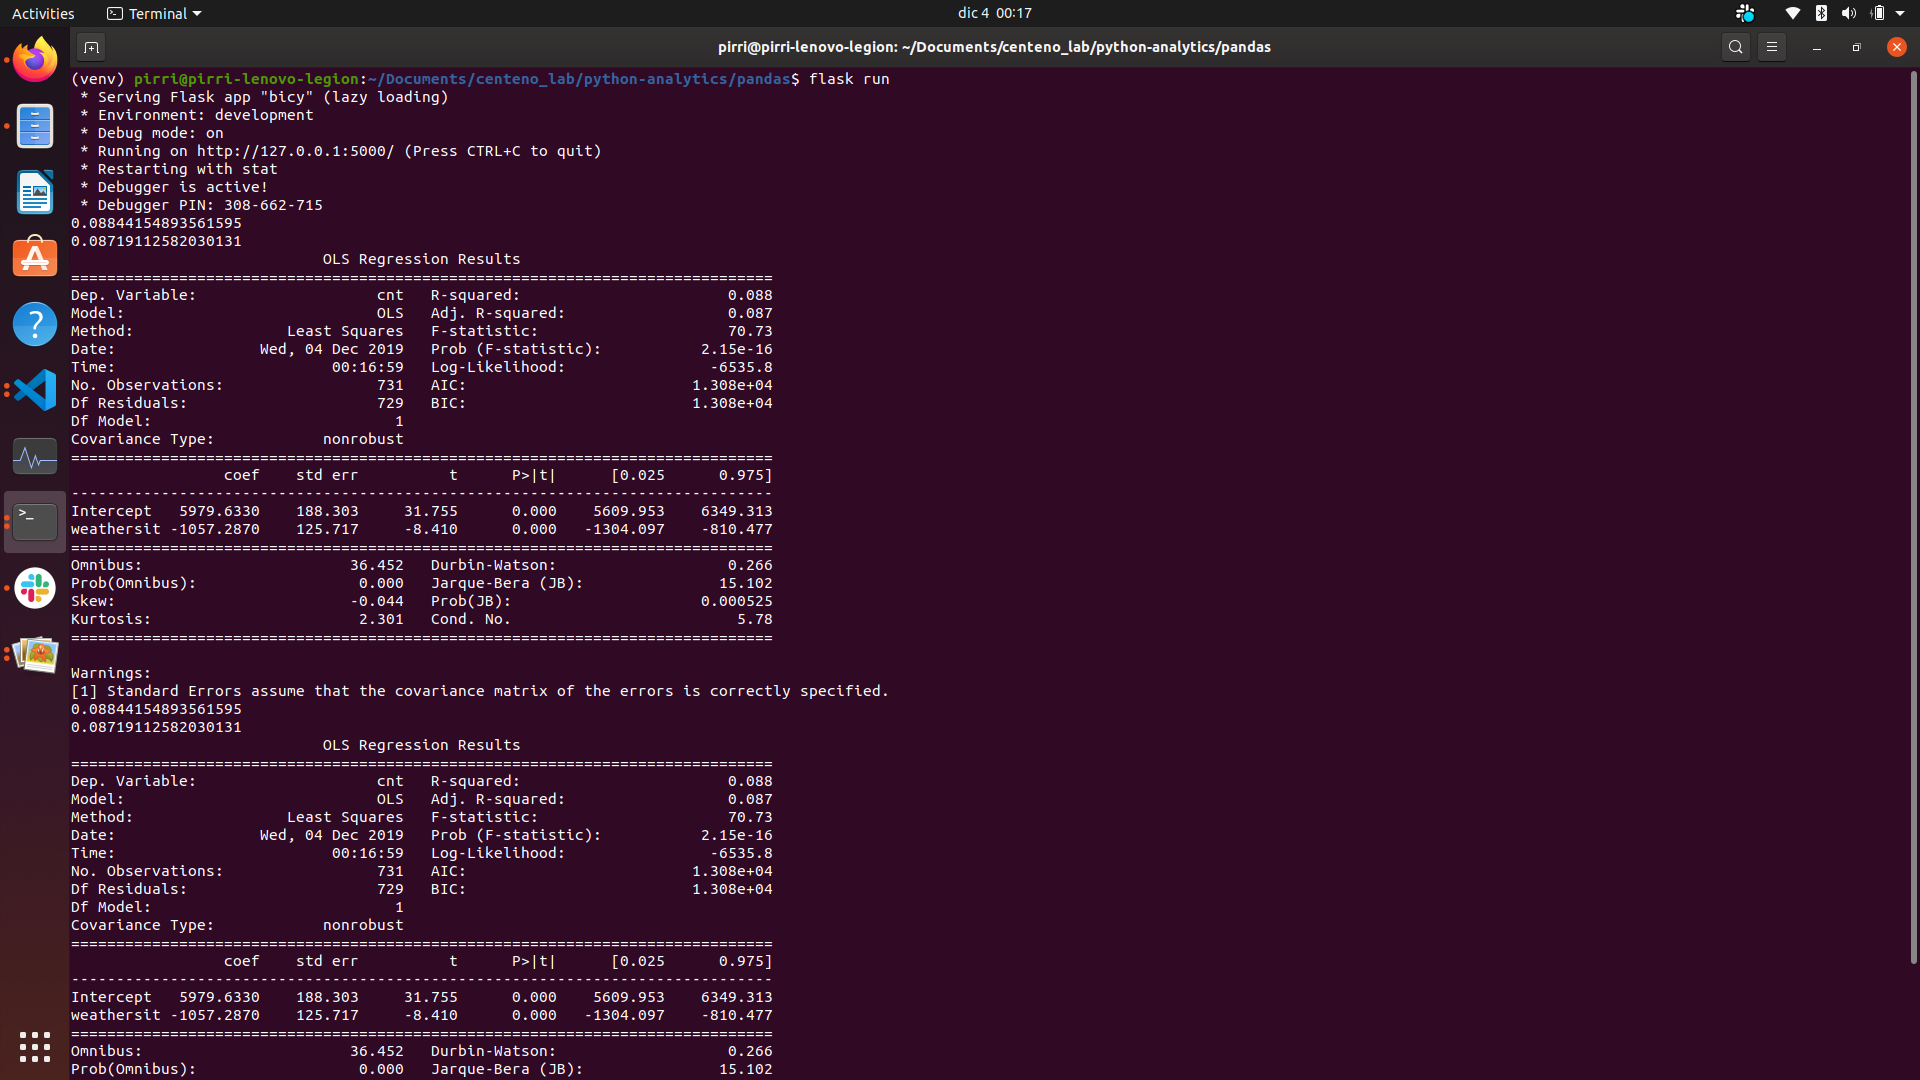 Activities
Terminal
dic 4 00:17
pirri@pirri-lenovo-legion: ~/Documents/centeno_lab/python-analytics/pandas
(venv) pirri@pirri-lenovo-legion:~/Documents/centeno_lab/python-analytics/pandas$ flask run
 * Serving Flask app "bicy" (lazy loading)
 * Environment: development
 * Debug mode: on
 * Running on http://127.0.0.1:5000/ (Press CTRL+C to quit)
 * Restarting with stat
 * Debugger is active!
 * Debugger PIN: 308-662-715
0.08844154893561595
0.08719112582030131
                            OLS Regression Results
==============================================================================
Dep. Variable:                    cnt   R-squared:                       0.088
Model:                            OLS   Adj. R-squared:                  0.087
Method:                 Least Squares   F-statistic:                     70.73
Date:                Wed, 04 Dec 2019   Prob (F-statistic):           2.15e-16
Time:                        00:16:59   Log-Likelihood:                -6535.8
No. Observations:                 731   AIC:                         1.308e+04
Df Residuals:                     729   BIC:                         1.308e+04
Df Model:                           1
Covariance Type:            nonrobust
==============================================================================
                 coef    std err          t      P>|t|      [0.025      0.975]
------------------------------------------------------------------------------
Intercept   5979.6330    188.303     31.755      0.000    5609.953    6349.313
weathersit -1057.2870    125.717     -8.410      0.000   -1304.097    -810.477
==============================================================================
Omnibus:                       36.452   Durbin-Watson:                   0.266
Prob(Omnibus):                  0.000   Jarque-Bera (JB):               15.102
Skew:                          -0.044   Prob(JB):                     0.000525
Kurtosis:                       2.301   Cond. No.                         5.78
==============================================================================

Warnings:
[1] Standard Errors assume that the covariance matrix of the errors is correctly specified.
0.08844154893561595
0.08719112582030131
                            OLS Regression Results
==============================================================================
Dep. Variable:                    cnt   R-squared:                       0.088
Model:                            OLS   Adj. R-squared:                  0.087
Method:                 Least Squares   F-statistic:                     70.73
Date:                Wed, 04 Dec 2019   Prob (F-statistic):           2.15e-16
Time:                        00:16:59   Log-Likelihood:                -6535.8
No. Observations:                 731   AIC:                         1.308e+04
Df Residuals:                     729   BIC:                         1.308e+04
Df Model:                           1
Covariance Type:            nonrobust
==============================================================================
                 coef    std err          t      P>|t|      [0.025      0.975]
------------------------------------------------------------------------------
Intercept   5979.6330    188.303     31.755      0.000    5609.953    6349.313
weathersit -1057.2870    125.717     -8.410      0.000   -1304.097    -810.477
==============================================================================
Omnibus:                       36.452   Durbin-Watson:                   0.266
Prob(Omnibus):                  0.000   Jarque-Bera (JB):               15.102